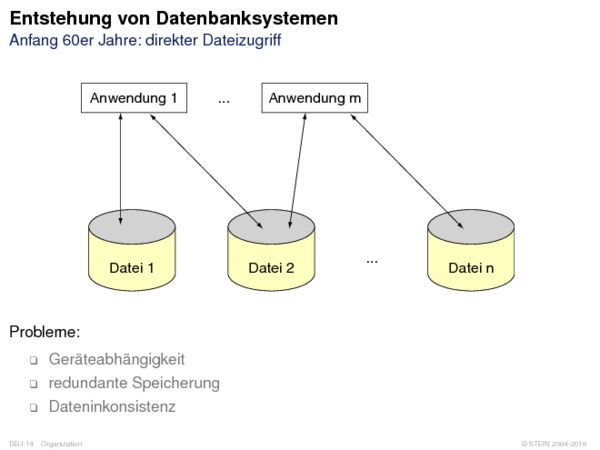 Entstehung von Datenbanksystemen
Anfang 60er Jahre: direkter Dateizugriff
Anwendung 1 ... Anwendung m
Datei 1 Datei 2 ... Datei n
Probleme:
❑ Geräteabhängigkeit
❑ redundante Speicherung
❑ Dateninkonsistenz
DB:I-14 Organization © STEIN 2004-2018